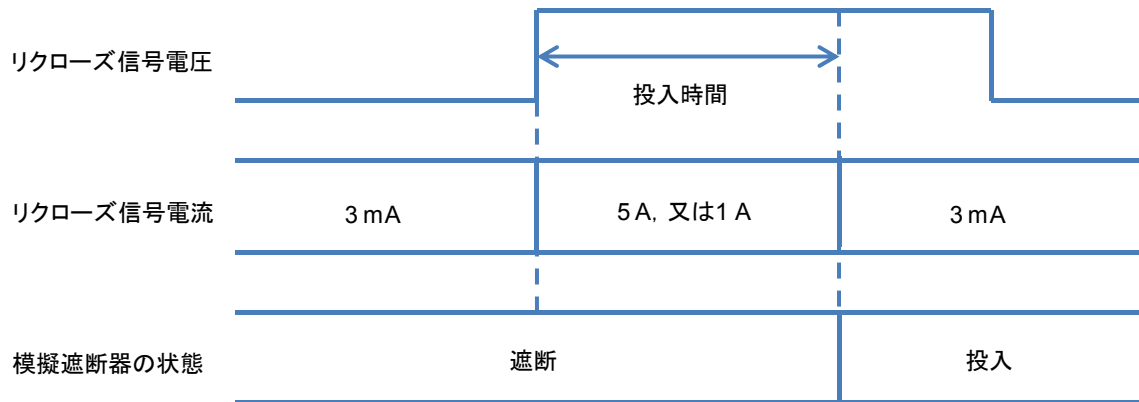 リクローズ信号電圧
投入時間
リクローズ信号電流
3 mA
5 A, 又は1 A
3 mA
模擬遮断器の状態
遮断
投入